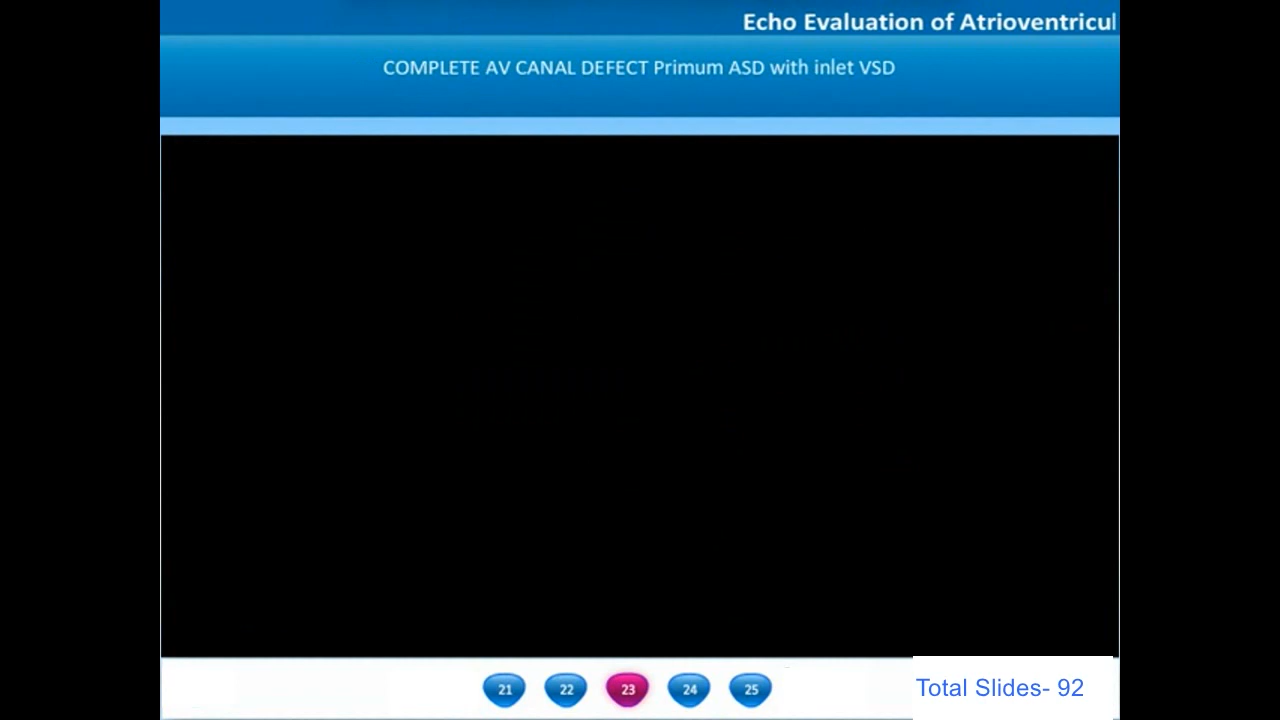 Echo Evaluation of Atrioventricul
COMPLETE AV CANAL DEFECT Primum ASD with inlet VSD
21 22 23 24 25
Total Slides- 92